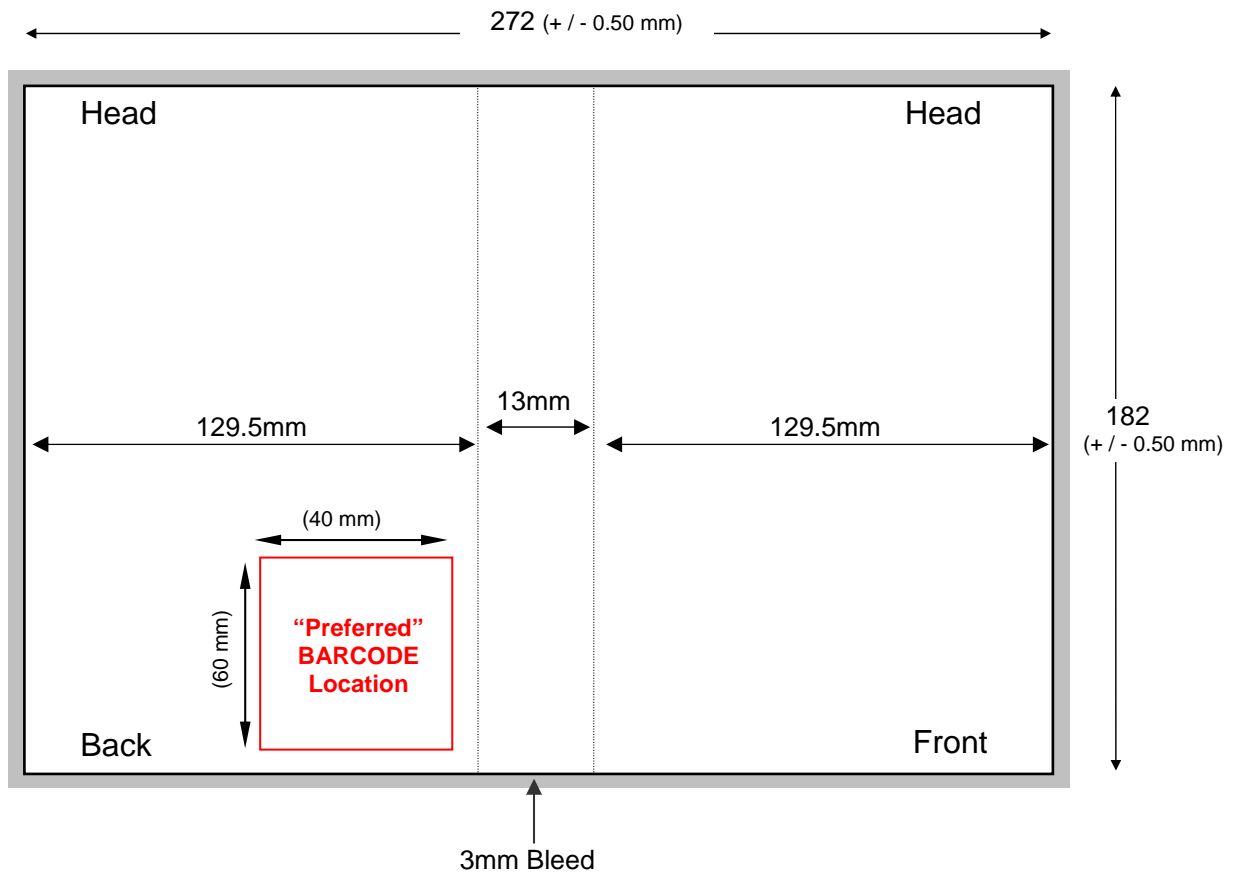 272 (+ / - 0.50 mm)
Head
Head
13mm
129.5mm
129.5mm
182
(+ / - 0.50 mm)
(40 mm)
(60 mm)
“Preferred”
BARCODE
Location
Back
Front
3mm Bleed